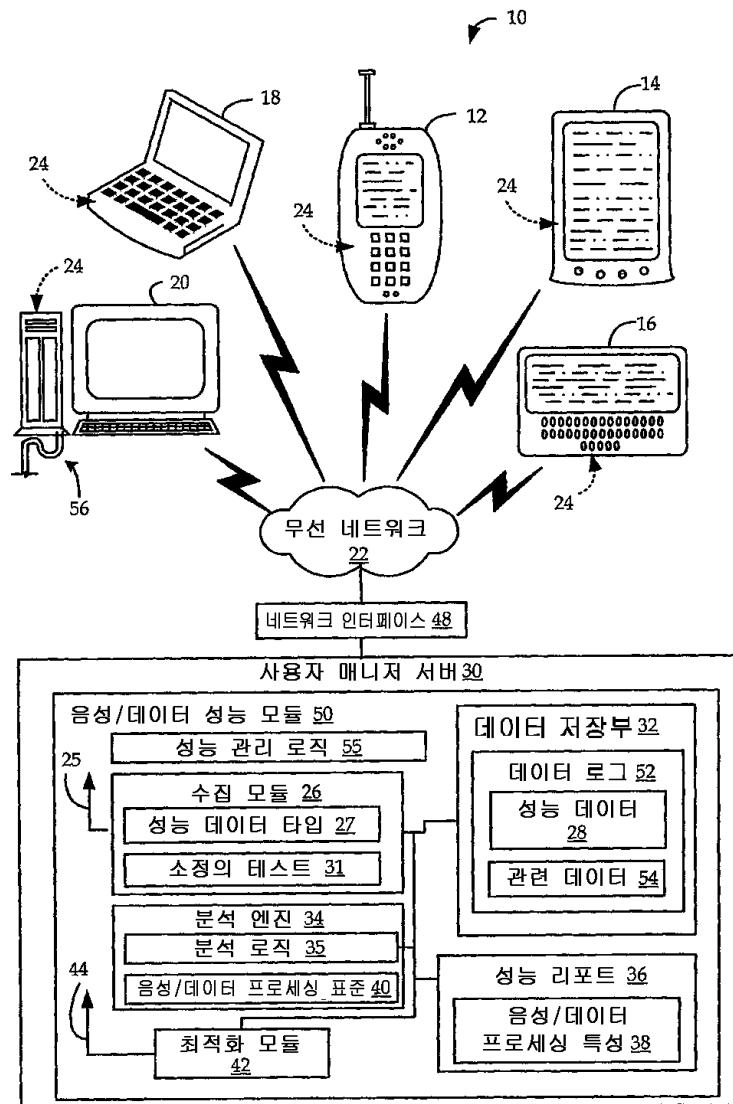 10
18
12
14
24
24
24
24
20
16
56
24
무선 네트워크
22
네트워크 인터페이스 48
사용자 매니저 서버 30
음성/데이터 성능 모듈 50
성능 관리 로직 55
25
수집 모듈 26
성능 데이터 타입 27
소정의 테스트 31
분석 엔진 34
분석 로직 35
음성/데이터 프로세싱 표준 40
44
최적화 모듈
42
데이터 저장부 32
데이터 로그 52
성능 데이터
28
관련 데이터 54
성능 리포트 36
음성/데이터
프로세싱 특성 38